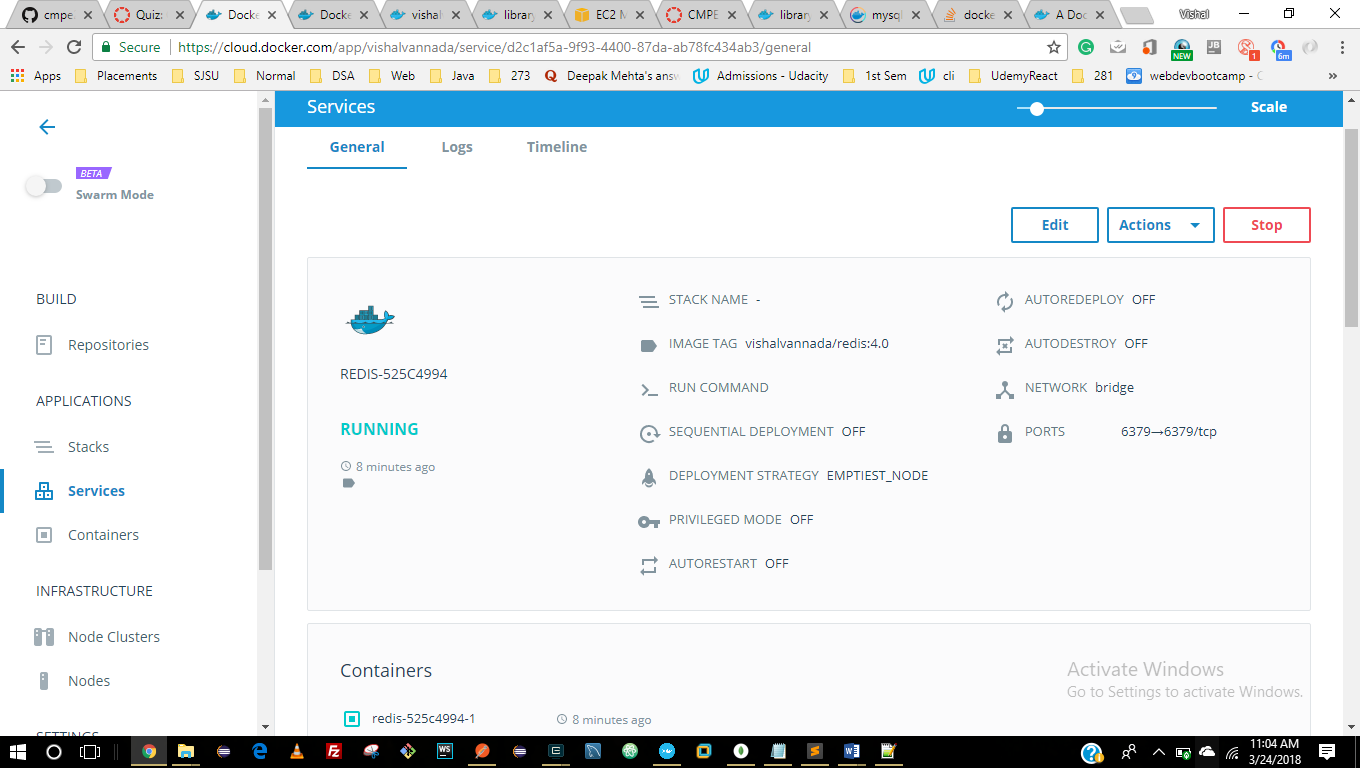 cmpe
Quiz:
Docke
Docke
vishal
library
EC2 M
CMPE
library
mysql
docke
A Doc
Vishal
Secure
https://cloud.docker.com/app/vishalvannada/service/d2c1af5a-9f93-4400-87da-ab78fc434ab3/general
NEW
JB
1
6m
Apps
Placements
SJSU
Normal
DSA
Web
Java
273
Deepak Mehta's answ
Admissions - Udacity
1st Sem
cli
UdemyReact
281
webdevbootcamp - C
»
Services
Scale
BETA
Swarm Mode
General
Logs
Timeline
Edit
Actions
Stop
BUILD
Repositories
APPLICATIONS
Stacks
Services
Containers
INFRASTRUCTURE
Node Clusters
Nodes
SETTINGS
REDIS-525C4994
RUNNING
8 minutes ago
STACK NAME -
IMAGE TAG vishalvannada/redis:4.0
RUN COMMAND
SEQUENTIAL DEPLOYMENT OFF
DEPLOYMENT STRATEGY EMPTIEST_NODE
PRIVILEGED MODE OFF
AUTORESTART OFF
AUTOREDEPLOY OFF
AUTODESTROY OFF
NETWORK bridge
PORTS 6379→6379/tcp
Containers
redis-525c4994-1
8 minutes ago
Activate Windows
Go to Settings to activate Windows.
11:04 AM
3/24/2018